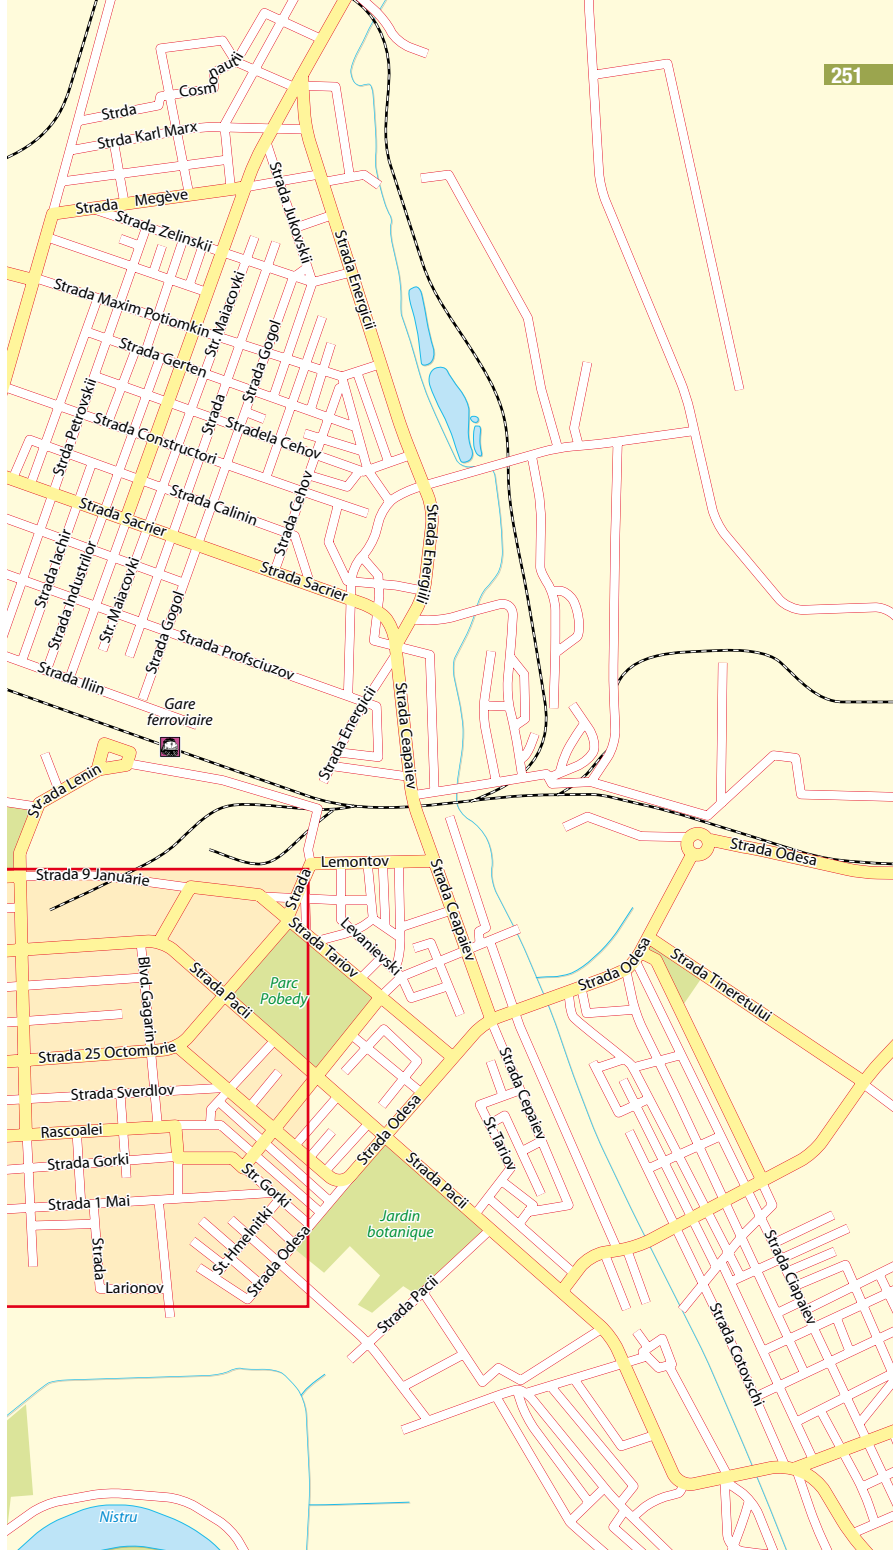 251
Strda Cosmonauţii
Strda Karl Marx
Strada Megève
Strada Zelinskii
Strada Jukovskii
Strada Energicii
Strada Maxim Potiomkin
Str. Maiacovki
Strada Gogol
Strada Gerten
Strda Petrovskii
Strada
Strada Constructori
Stradela Cehov
Strada Calinin
Strada Cehov
Strada Sacrier
Strada Energiili
Strada Iachir
Strada Industrilor
Str. Maiacovki
Strada Sacrier
Strada Gogol
Strada Profsciuzov
Strada Iliin
Gare
ferroviaire
Strada Energicii
Strada Ceapaiev
Strada Lenin
Strada Odesa
Lemontov
Strada
Strada 9 Januárie
Strada Ceapaiev
Levanievski
Strada Tariov
Strada Odesa
Strada Tineretului
Blvd. Gagarin
Strada Pacii
Parc
Pobedy
Strada 25 Octombrie
Strada Cepaiev
Strada Sverdlov
Strada Odesa
St. Tariov
Rascoalei
Strada Gorki
Str. Gorki
Strada Pacii
Strada 1 Mai
St. Hmelnitki
Jardin
botanique
Strada
Larionov
Strada Odesa
Strada Pacii
Strada Ciapaiev
Strada Cotovschi
Nistru